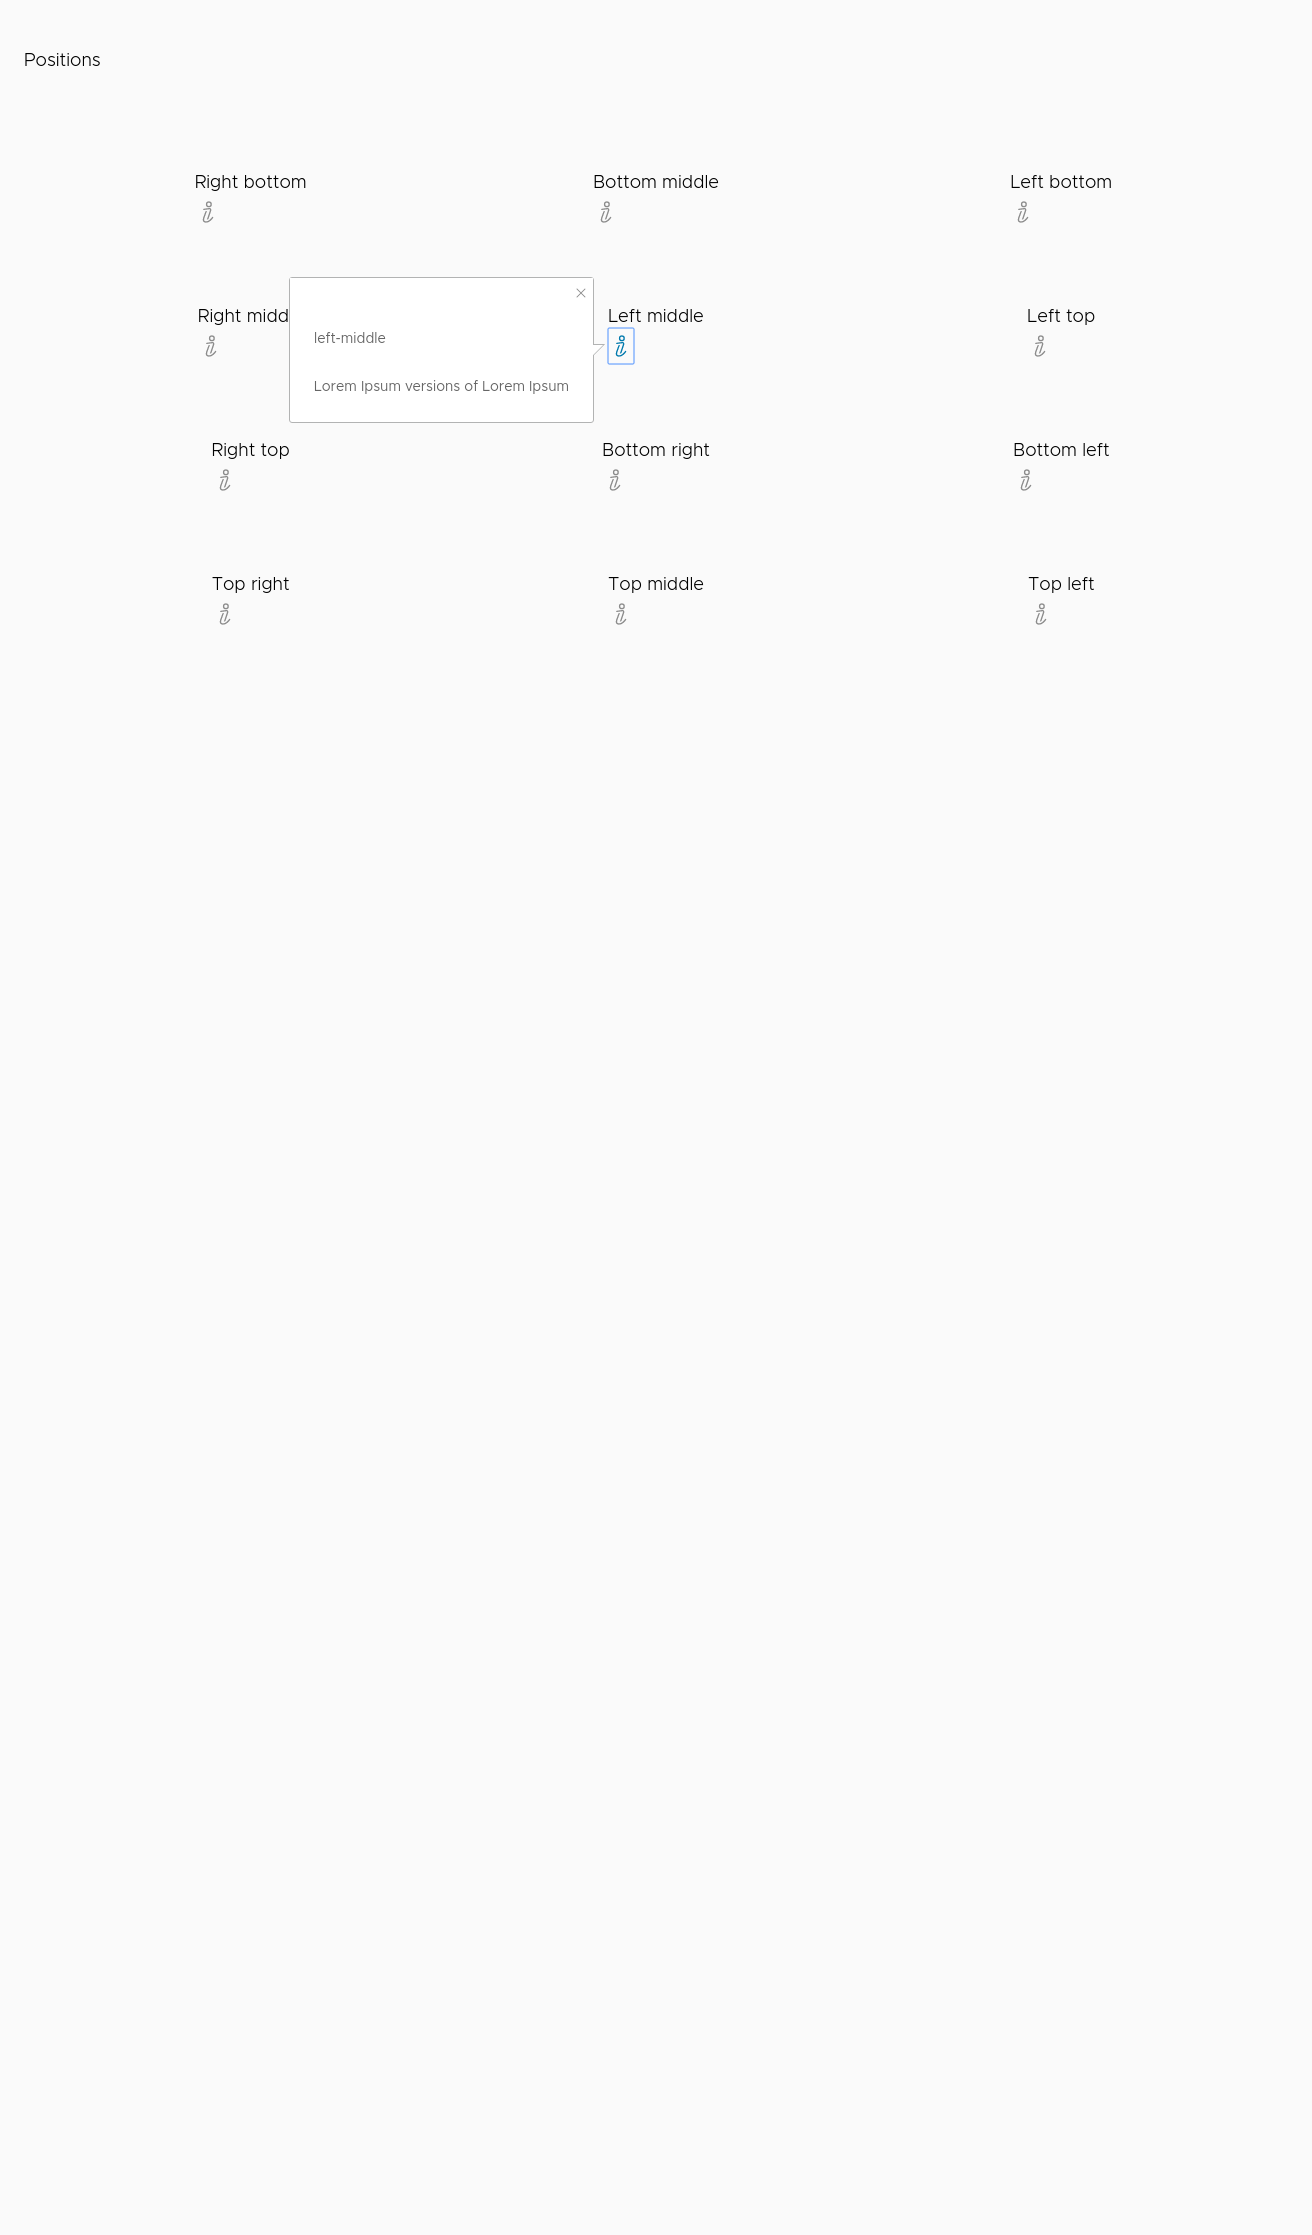 Positions
Right bottom
Bottom middle
Left bottom
Right midd
left-middle
Lorem Ipsum versions of Lorem Ipsum
Left middle
Left top
Right top
Bottom right
Bottom left
Top right
Top middle
Top left